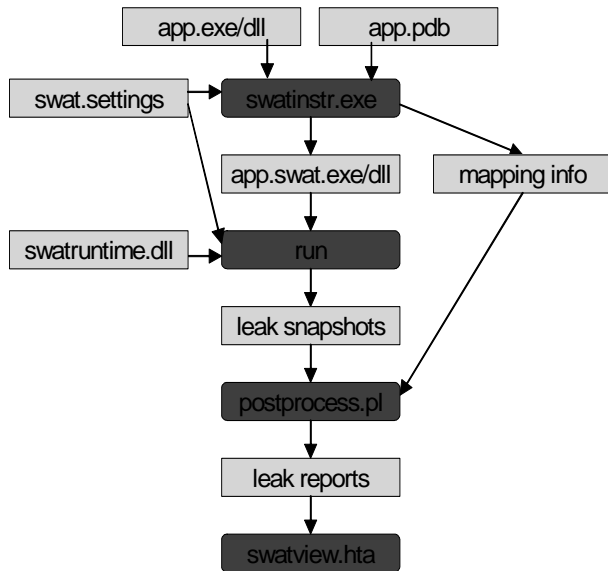 app.exe/dll
app.pdb
swat.settings
swatinstr.exe
app.swat.exe/dll
mapping info
swatruntime.dll
run
leak snapshots
postprocess.pl
leak reports
swatview.hta